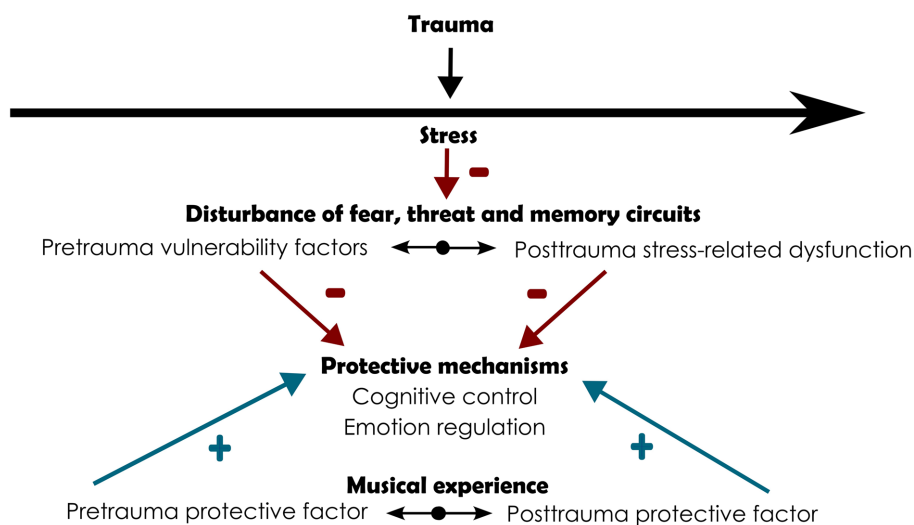 Trauma
Stress
-
Disturbance of fear, threat and memory circuits
Pretrauma vulnerability factors
Posttrauma stress-related dysfunction
-
-
Protective mechanisms
Cognitive control
Emotion regulation
+
+
Musical experience
Pretrauma protective factor
Posttrauma protective factor